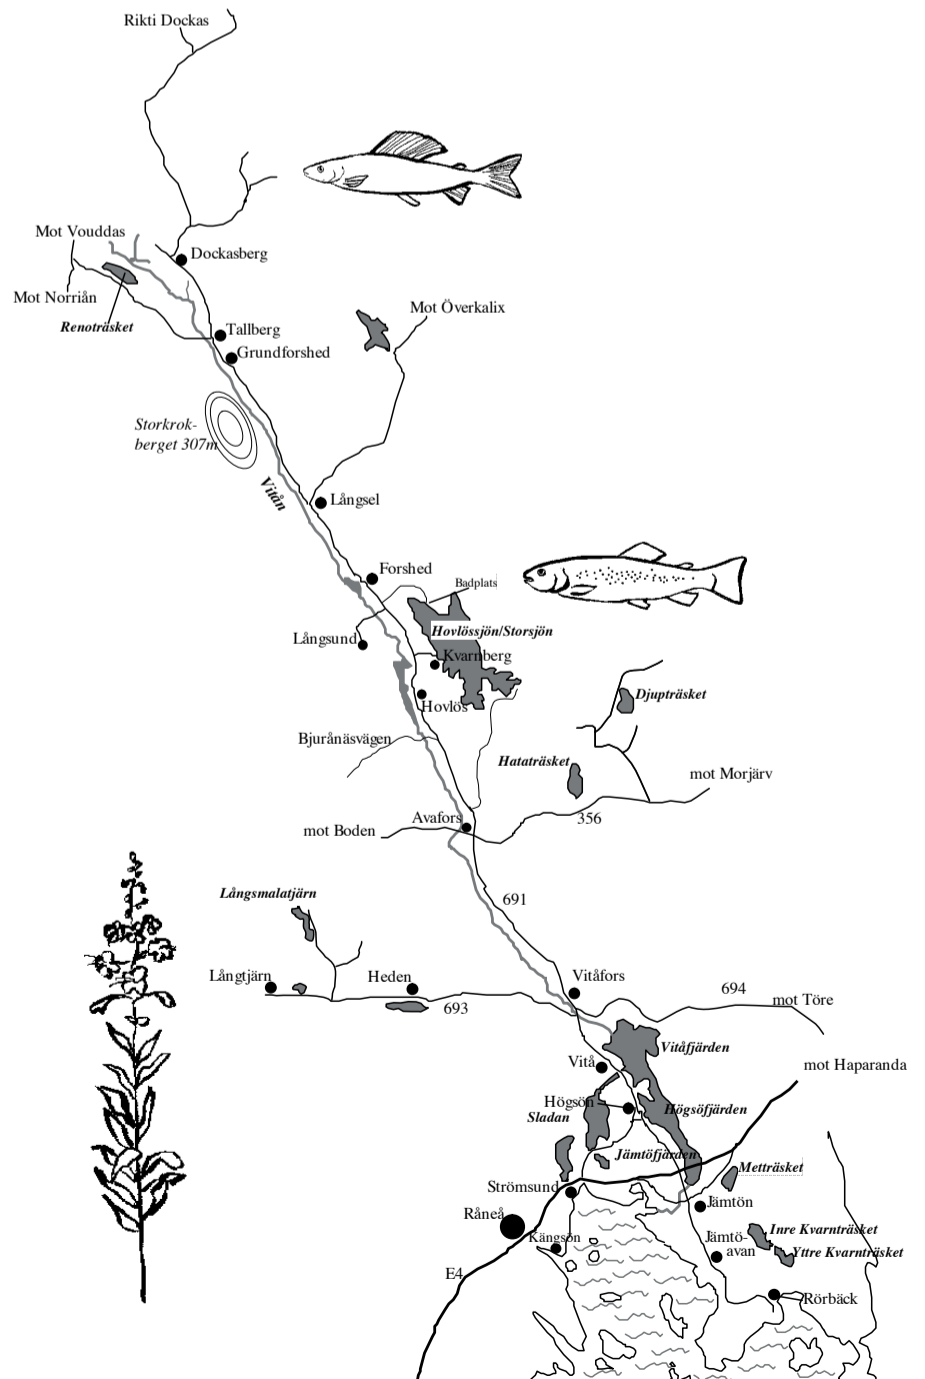 Rikti Dockas
Mot Vouddas
Dockasberg
Mot Norriån
Renoträsket
Mot Överkalix
Tallberg
Grundforshed
Storkrok-
berget 307m
Vitån
Långsel
Forshed
Badplats
Långsund
Hovlössjön/Storsjön
Kvarnberg
Hovlös
Djupträsket
Bjurånäsvägen
Hataträsket
mot Morjärv
Avafors
356
mot Boden
Långsmalatjärn
691
Långtjärn
Heden
Vitåfors
693
694
mot Töre
Vitåfjärden
Vitå
mot Haparanda
Högsön
Högsöfjärden
Sladan
Jämtöfjärden
Metträsket
Strömsund
Jämtön
Råneå
Kängsön
Jämtö-
avan
Inre Kvarnträsket
Yttre Kvarnträsket
E4
Rörbäck